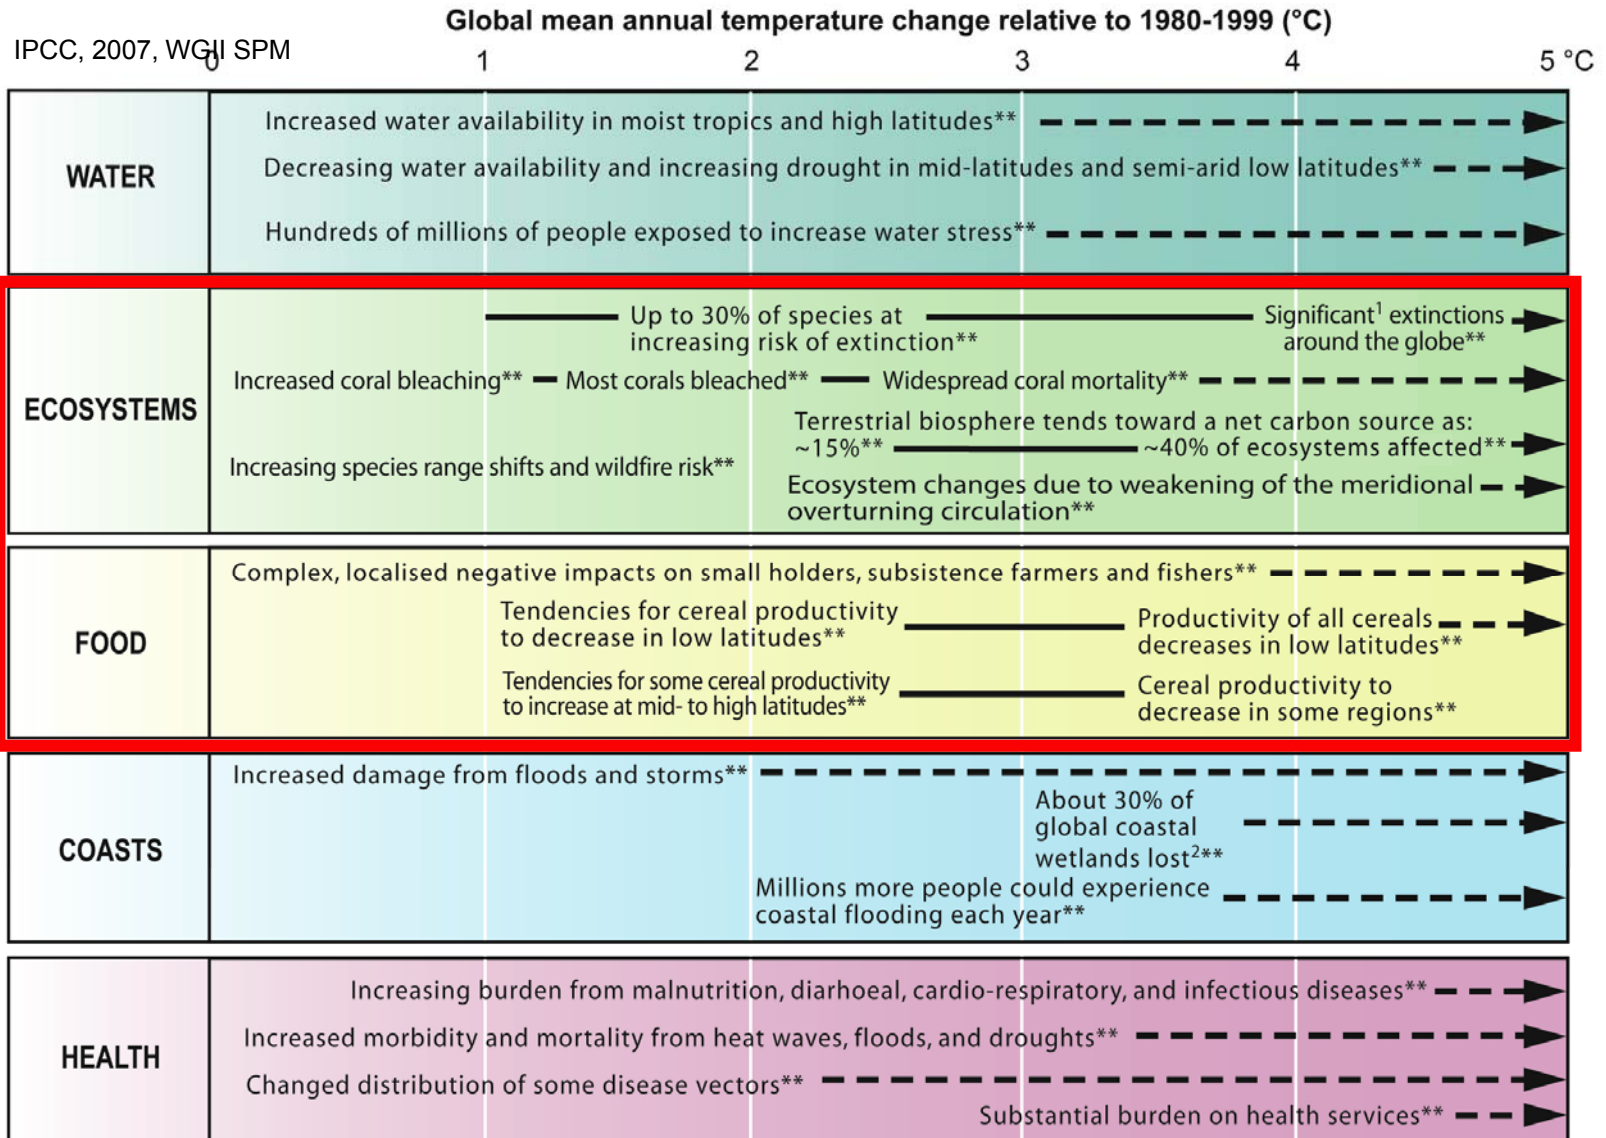 Global mean annual temperature change relative to 1980-1999 (°C)
IPCC, 2007, WGII SPM
0 1 2 3 4 5 °C
WATER
Increased water availability in moist tropics and high latitudes**
Decreasing water availability and increasing drought in mid-latitudes and semi-arid low latitudes**
Hundreds of millions of people exposed to increase water stress**
ECOSYSTEMS
Up to 30% of species at
increasing risk of extinction**
Significant¹ extinctions
around the globe**
Increased coral bleaching** Most corals bleached** Widespread coral mortality**
Terrestrial biosphere tends toward a net carbon source as:
~15%** ~40% of ecosystems affected**
Increasing species range shifts and wildfire risk**
Ecosystem changes due to weakening of the meridional
overturning circulation**
FOOD
Complex, localised negative impacts on small holders, subsistence farmers and fishers**
Tendencies for cereal productivity
to decrease in low latitudes**
Productivity of all cereals
decreases in low latitudes**
Tendencies for some cereal productivity
to increase at mid- to high latitudes**
Cereal productivity to
decrease in some regions**
COASTS
Increased damage from floods and storms**
About 30% of
global coastal
wetlands lost²**
Millions more people could experience
coastal flooding each year**
HEALTH
Increasing burden from malnutrition, diarhoeal, cardio-respiratory, and infectious diseases**
Increased morbidity and mortality from heat waves, floods, and droughts**
Changed distribution of some disease vectors**
Substantial burden on health services**